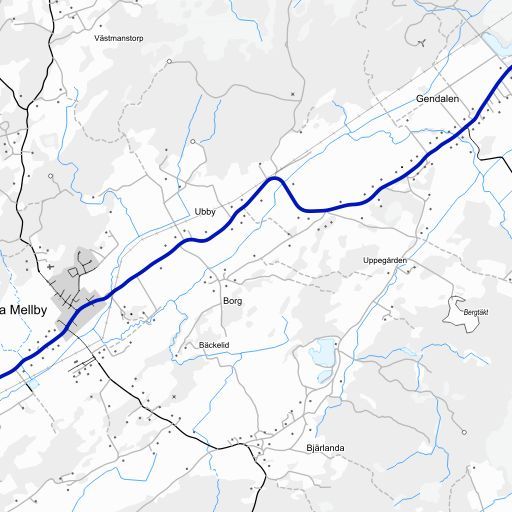 Västmanstorp
Gendalen
Ubby
Uppegården
Borg
a Mellby
Bergtäkt
Bäckelid
Bjärlanda